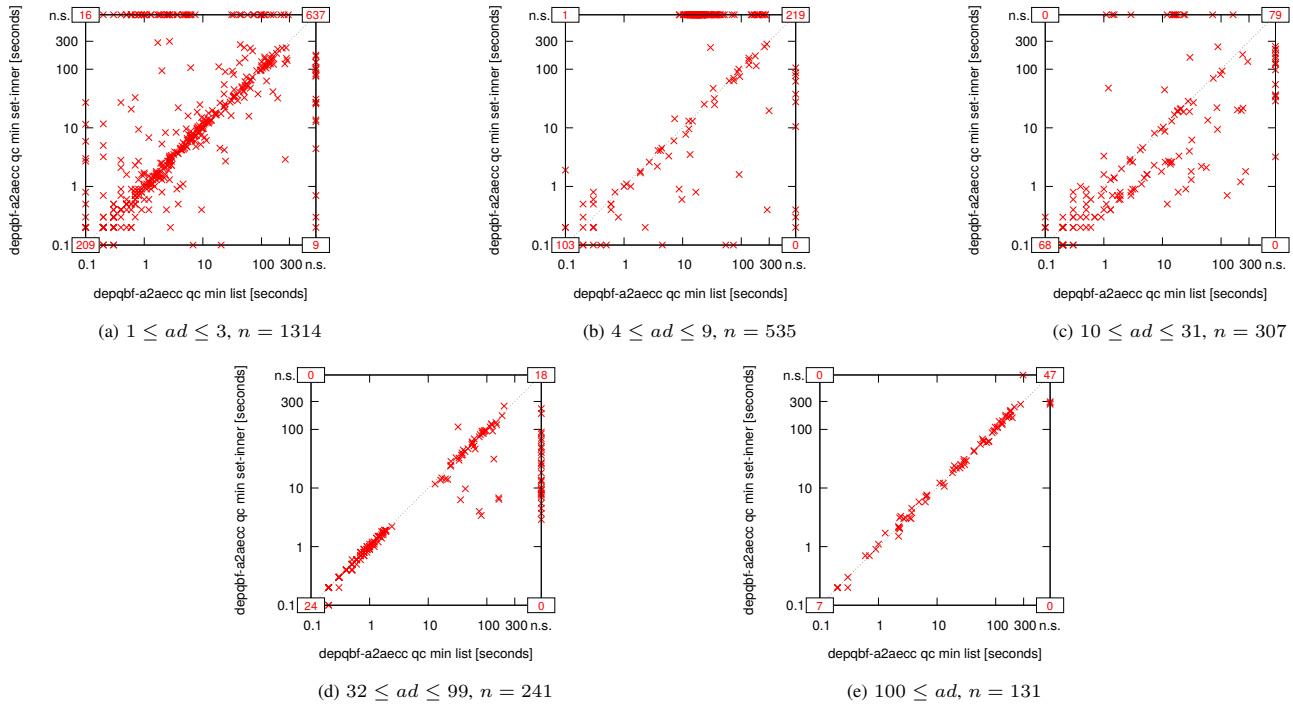 n.s.
16
637
300
100
10
1
0.1
209
9
0.1
1
10
100
300
n.s.
depqbf-a2aecc qc min set-inner [seconds]
depqbf-a2aecc qc min list [seconds]
(a) 1 ≤ ad ≤ 3, n = 1314
n.s.
1
219
300
100
10
1
0.1
103
0
0.1
1
10
100
300
n.s.
depqbf-a2aecc qc min set-inner [seconds]
depqbf-a2aecc qc min list [seconds]
(b) 4 ≤ ad ≤ 9, n = 535
n.s.
0
79
300
100
10
1
0.1
68
0
0.1
1
10
100
300
n.s.
depqbf-a2aecc qc min set-inner [seconds]
depqbf-a2aecc qc min list [seconds]
(c) 10 ≤ ad ≤ 31, n = 307
n.s.
0
18
300
100
10
1
0.1
24
0
0.1
1
10
100
300
n.s.
depqbf-a2aecc qc min set-inner [seconds]
depqbf-a2aecc qc min list [seconds]
(d) 32 ≤ ad ≤ 99, n = 241
n.s.
0
47
300
100
10
1
0.1
7
0
0.1
1
10
100
300
n.s.
depqbf-a2aecc qc min set-inner [seconds]
depqbf-a2aecc qc min list [seconds]
(e) 100 ≤ ad, n = 131